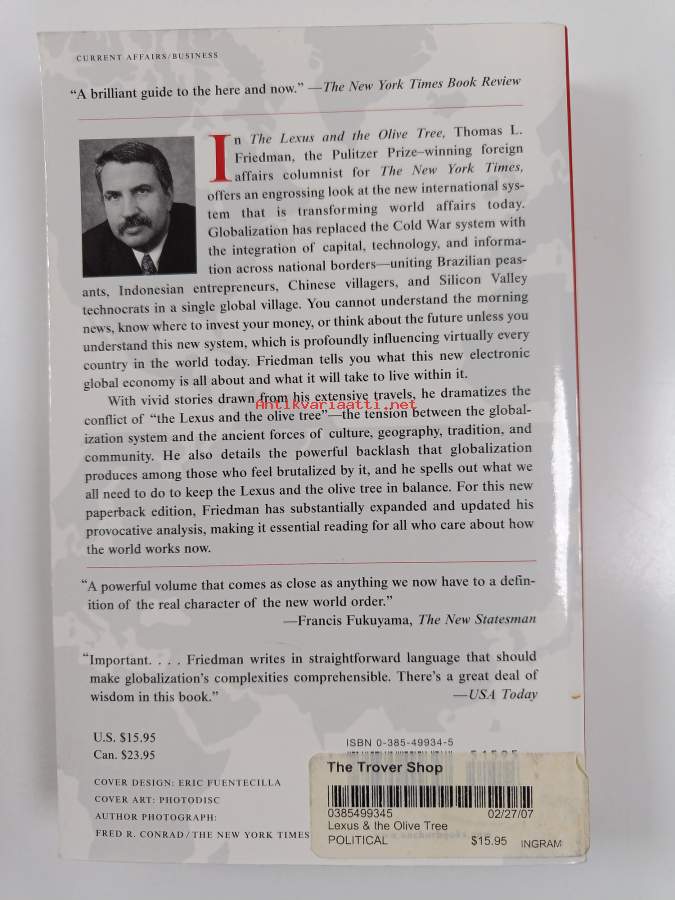 CURRENT AFFAIRS/BUSINESS
“A brilliant guide to the here and now.” —The New York Times Book Review
In The Lexus and the Olive Tree, Thomas L.
Friedman, the Pulitzer Prize–winning foreign
affairs columnist for The New York Times,
offers an engrossing look at the new international sys-
tem that is transforming world affairs today.
Globalization has replaced the Cold War system with
the integration of capital, technology, and informa-
tion across national borders—uniting Brazilian peas-
ants, Indonesian entrepreneurs, Chinese villagers, and Silicon Valley
technocrats in a single global village. You cannot understand the morning
news, know where to invest your money, or think about the future unless you
understand this new system, which is profoundly influencing virtually every
country in the world today. Friedman tells you what this new electronic
global economy is all about and what it will take to live within it.
With vivid stories drawn from his extensive travels, he dramatizes the
Antikvariaatti.net
conflict of “the Lexus and the olive tree”—the tension between the global-
ization system and the ancient forces of culture, geography, tradition, and
community. He also details the powerful backlash that globalization
produces among those who feel brutalized by it, and he spells out what we
all need to do to keep the Lexus and the olive tree in balance. For this new
paperback edition, Friedman has substantially expanded and updated his
provocative analysis, making it essential reading for all who care about how
the world works now.
“A powerful volume that comes as close as anything we now have to a defin-
ition of the real character of the new world order.”
—Francis Fukuyama, The New Statesman
“Important. . . . Friedman writes in straightforward language that should
make globalization’s complexities comprehensible. There’s a great deal of
wisdom in this book.” —USA Today
U.S. $15.95
Can. $23.95
COVER DESIGN: ERIC FUENTECILLA
COVER ART: PHOTODISC
AUTHOR PHOTOGRAPH:
FRED R. CONRAD/THE NEW YORK TIMES
ISBN 0-385-49934-5
The Trover Shop
0385499345 02/27/07
Lexus & the Olive Tree
POLITICAL $15.95 INGRAM